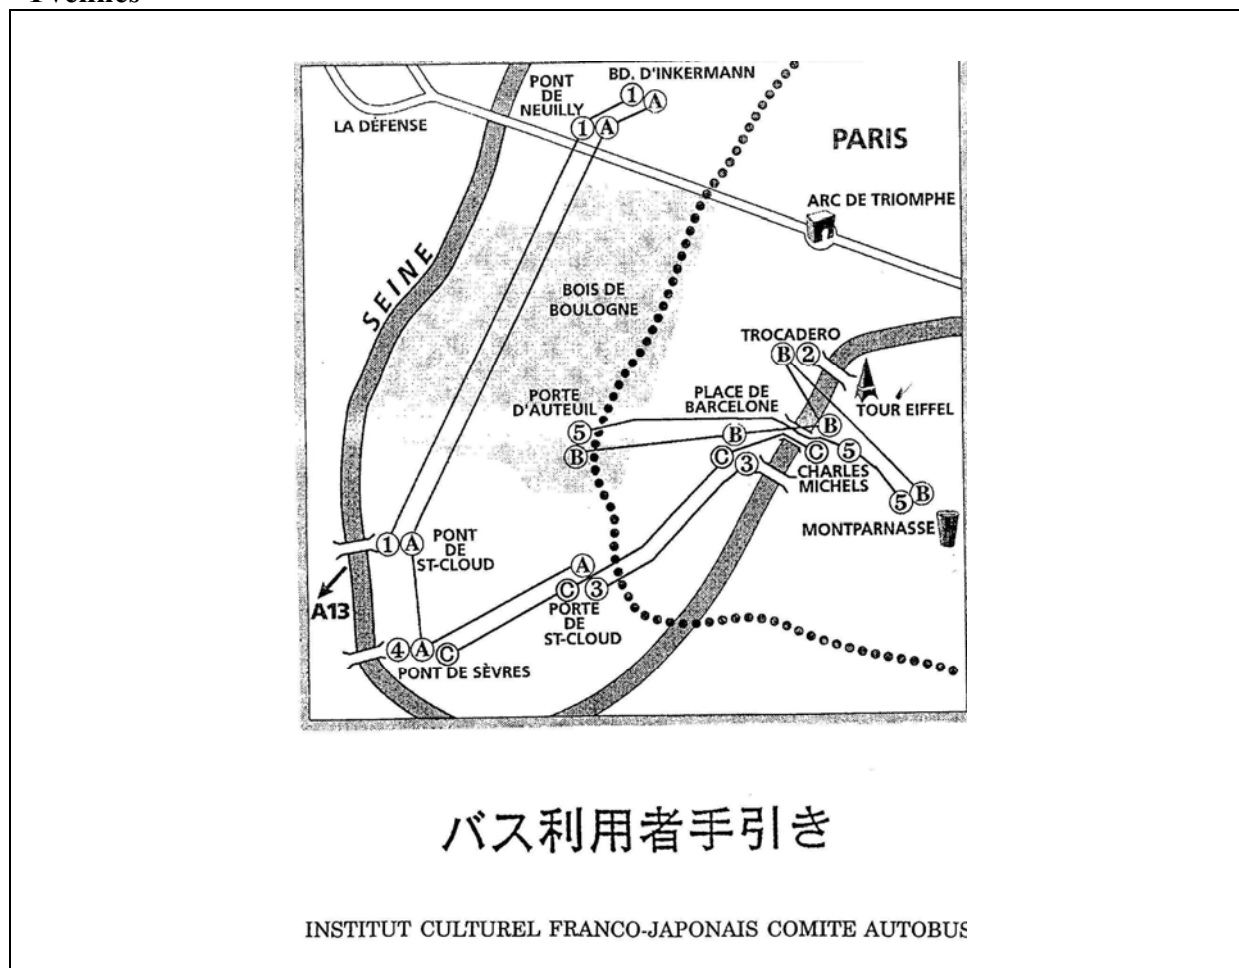 BD. D'INKERMANN
PONT
DE
NEUILLY
1 A
1 A
LA DÉFENSE
PARIS
ARC DE TRIOMPHE
SEINE
BOIS DE
BOULOGNE
TROCADERO
B 2
TOUR EIFFEL
PORTE
D'AUTEUIL
PLACE DE
BARCELONE
5
B
B
B
C
3
C
5
CHARLES
MICHELS
5 B
MONTPARNASSE
1 A
PONT
DE
ST-CLOUD
A13
A
C 3
PORTE
DE
ST-CLOUD
4 A C
PONT DE SÈVRES
バス利用者手引き
INSTITUT CULTUREL FRANCO-JAPONAIS COMITE AUTOBUS